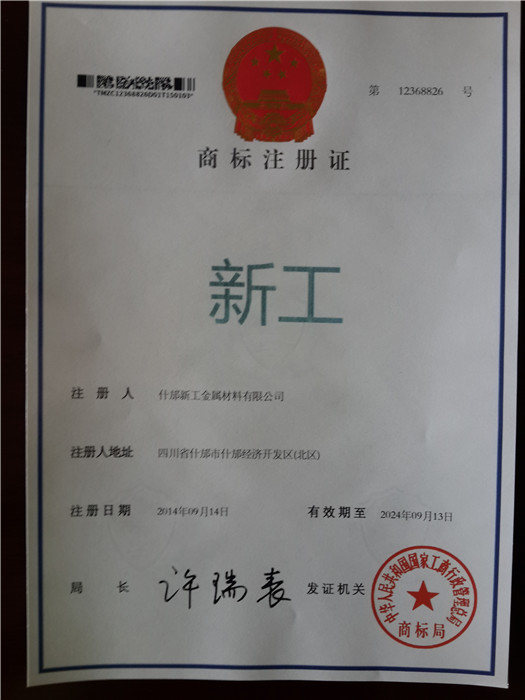 "TMZC12368826D01T150103"
第 12368826 号
商标注册证
新工
注册人 什邡新工金属材料有限公司
注册人地址 四川省什邡市什邡经济开发区(北区)
注册日期 2014年09月14日 有效期至 2024年09月13日
局长 许瑞表 发证机关
中华人民共和国国家工商行政管理总局
商标局